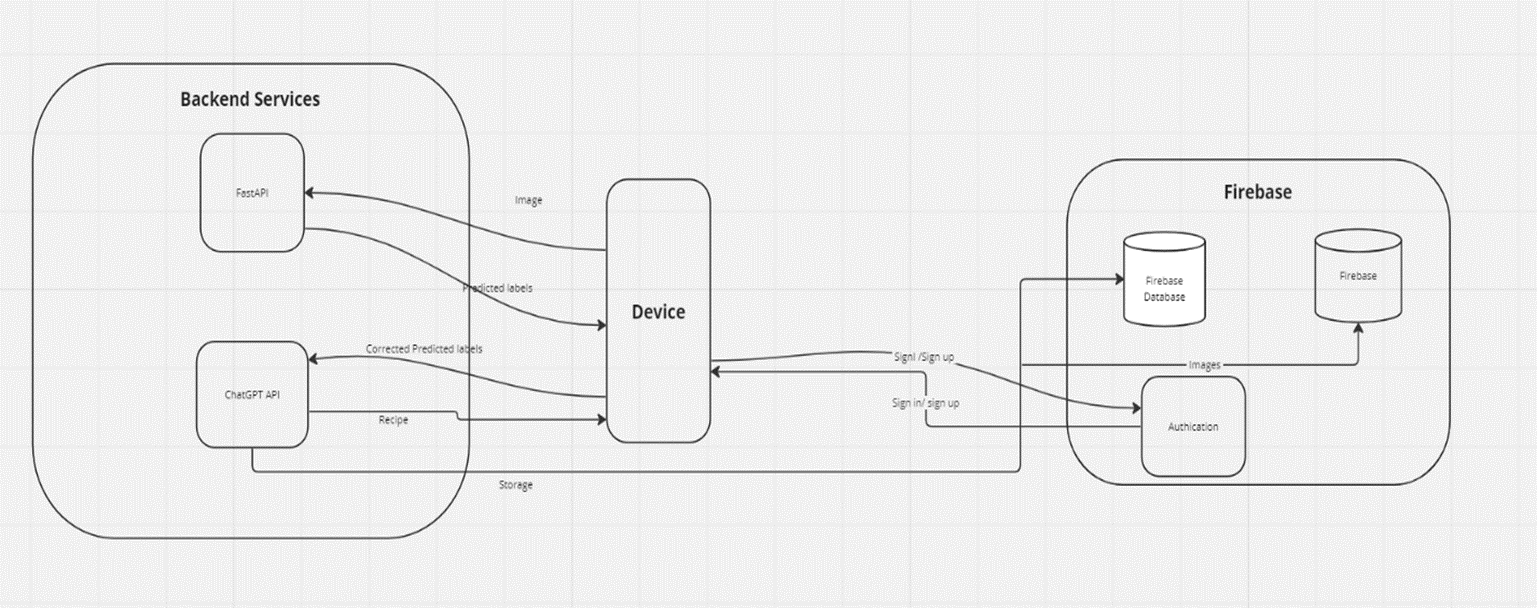 Backend Services
FastAPI
Image
Predicted labels
Corrected Predicted labels
ChatGPT API
Recipe
Storage
Device
SignI /Sign up
Sign in/ sign up
Firebase
Firebase
Database
Firebase
Images
Authication